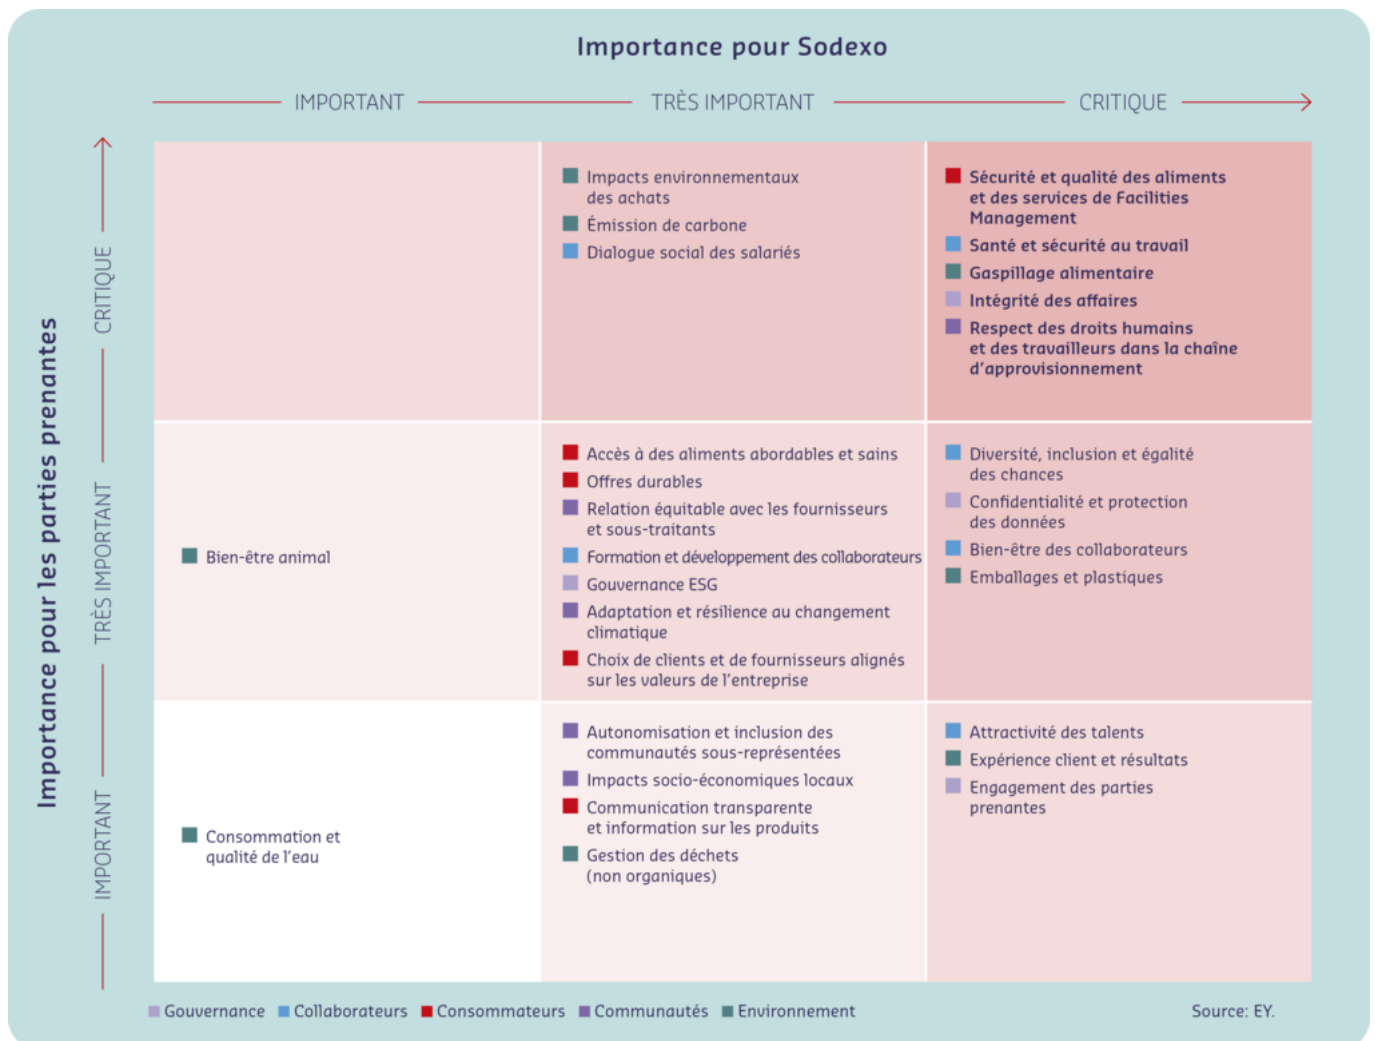 Importance pour Sodexo
IMPORTANT
TRÈS IMPORTANT
CRITIQUE
Importance pour les parties prenantes
CRITIQUE
TRÈS IMPORTANT
IMPORTANT
Impacts environnementaux
des achats
Émission de carbone
Dialogue social des salariés
Sécurité et qualité des aliments
et des services de Facilities
Management
Santé et sécurité au travail
Gaspillage alimentaire
Intégrité des affaires
Respect des droits humains
et des travailleurs dans la chaîne
d'approvisionnement
Bien-être animal
Accès à des aliments abordables et sains
Offres durables
Relation équitable avec les fournisseurs
et sous-traitants
Formation et développement des collaborateurs
Gouvernance ESG
Adaptation et résilience au changement
climatique
Choix de clients et de fournisseurs alignés
sur les valeurs de l'entreprise
Diversité, inclusion et égalité
des chances
Confidentialité et protection
des données
Bien-être des collaborateurs
Emballages et plastiques
Consommation et
qualité de l'eau
Autonomisation et inclusion des
communautés sous-représentées
Impacts socio-économiques locaux
Communication transparente
et information sur les produits
Gestion des déchets
(non organiques)
Attractivité des talents
Expérience client et résultats
Engagement des parties
prenantes
Gouvernance Collaborateurs Consommateurs Communautés Environnement
Source: EY.